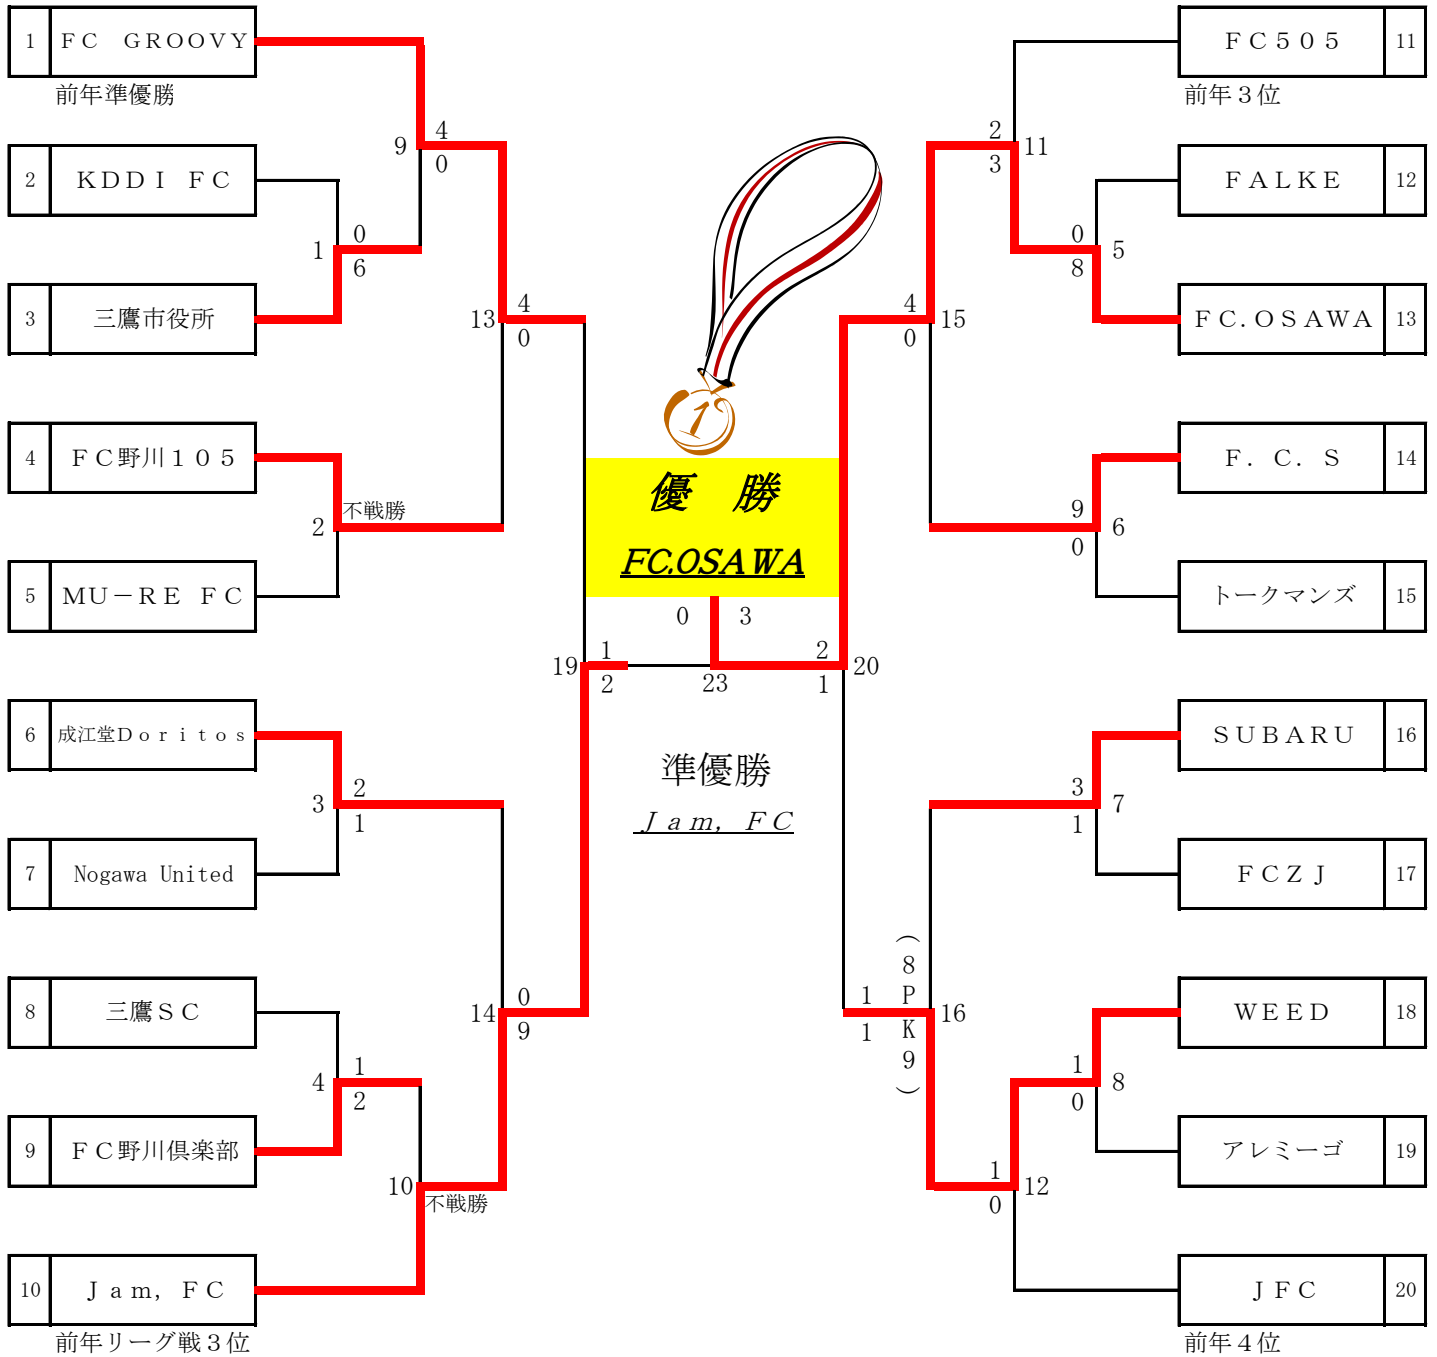 1 FC GROOVY
前年準優勝
2 KDDI FC
3 三鷹市役所
4 FC野川105
5 MU－RE FC
6 成江堂Doritos
7 Nogawa United
8 三鷹SC
9 FC野川倶楽部
10 Jam, FC
前年リーグ戦3位
9
4
0
1
0
6
13
4
0
不戦勝
2
3
2
1
14
0
9
4
1
2
10
不戦勝
19
1
2
1
優 勝
FC.OSAWA
0 3
23
準優勝
Jam, FC
2
1
20
2
3
11
0
8
5
4
0
15
9
0
6
3
1
7
(8PK9)
1
1
16
1
0
8
1
0
12
FC505 11
前年3位
FALKE 12
FC.OSAWA 13
F. C. S 14
トークマンズ 15
SUBARU 16
FCZJ 17
WEED 18
アレミーゴ 19
JFC 20
前年4位